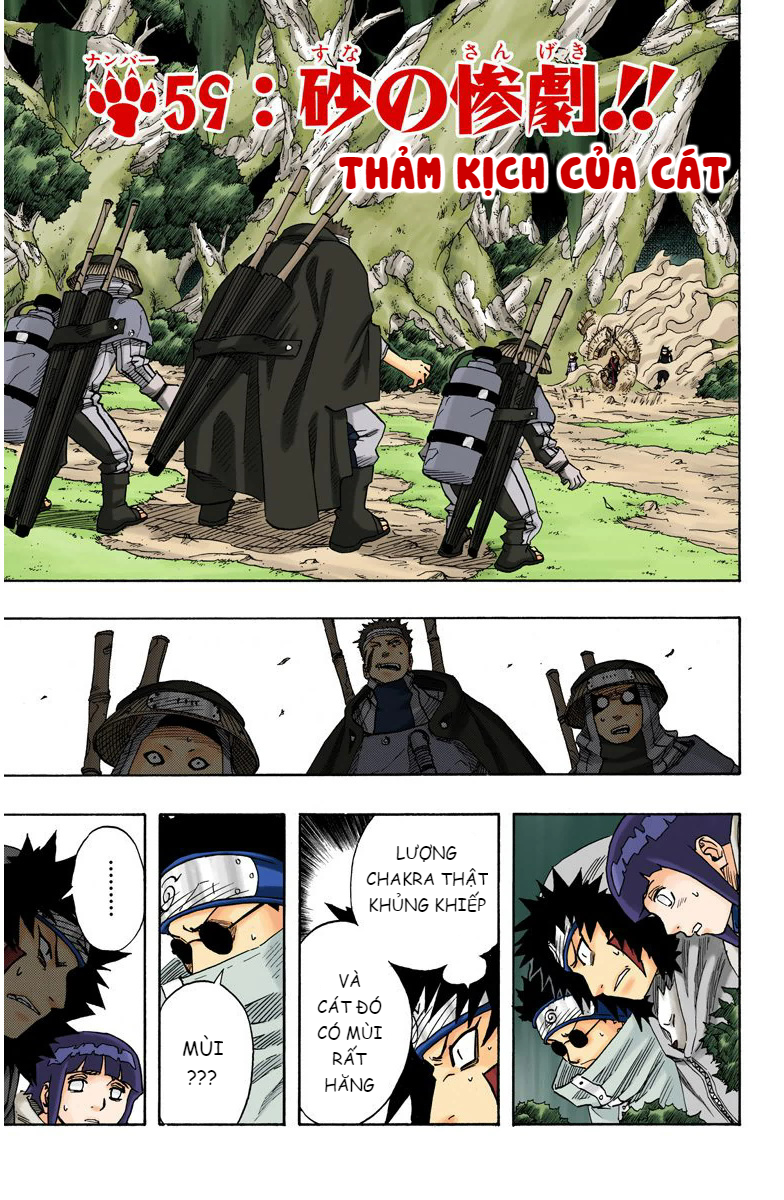 ナンバー
59：砂の惨劇!!
すな さんげき
THẢM KỊCH CỦA CÁT
LƯỢNG
CHAKRA THẬT
KHỦNG KHIẾP
VÀ
CÁT ĐÓ
CÓ MÙI
RẤT
HĂNG
MÙI
???
………